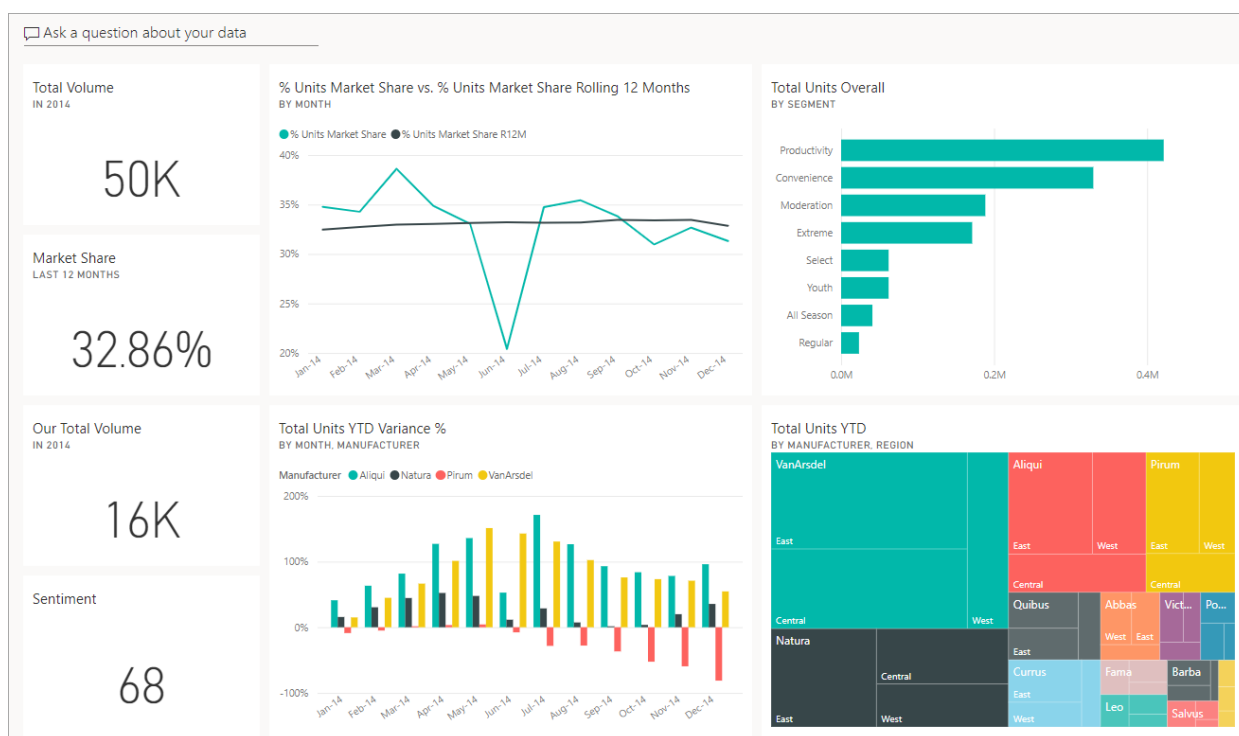 Ask a question about your data
Total Volume
IN 2014
50K
Market Share
LAST 12 MONTHS
32.86%
Our Total Volume
IN 2014
16K
Sentiment
68
% Units Market Share vs. % Units Market Share Rolling 12 Months
BY MONTH
% Units Market Share % Units Market Share R12M
40%
35%
30%
25%
20%
Jan-14 Feb-14 Mar-14 Apr-14 May-14 Jun-14 Jul-14 Aug-14 Sep-14 Oct-14 Nov-14 Dec-14
Total Units Overall
BY SEGMENT
Productivity
Convenience
Moderation
Extreme
Select
Youth
All Season
Regular
0.0M 0.2M 0.4M
Total Units YTD Variance %
BY MONTH, MANUFACTURER
Manufacturer Aliqui Natura Pirum VanArsdel
200%
100%
0%
-100%
Jan-14 Feb-14 Mar-14 Apr-14 May-14 Jun-14 Jul-14 Aug-14 Sep-14 Oct-14 Nov-14 Dec-14
Total Units YTD
BY MANUFACTURER, REGION
VanArsdel
East
Central
West
Natura
East
Central
West
Aliqui
East
West
Central
Pirum
East
West
Central
Quibus
East
Abbas
West East
Vict...
Po...
Currus
East
West
Fama
Leo
Barba
Salvus